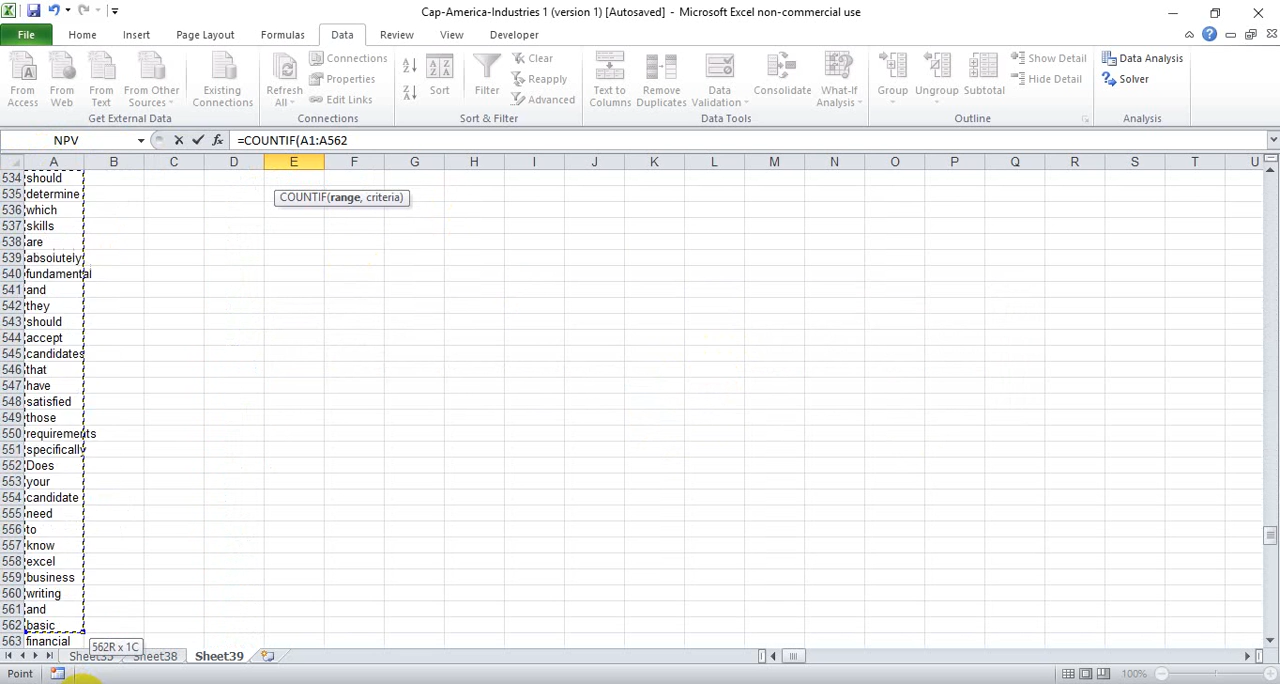 Cap-America-Industries 1 (version 1) [Autosaved] - Microsoft Excel non-commercial use
File Home Insert Page Layout Formulas Data Review View Developer
From Access
From Web
From Text
From Other Sources
Existing Connections
Get External Data
Refresh All
Connections
Properties
Edit Links
Connections
Sort
Filter
Clear
Reapply
Advanced
Sort & Filter
Text to Columns
Remove Duplicates
Data Validation
Consolidate
What-If Analysis
Data Tools
Group
Ungroup
Subtotal
Show Detail
Hide Detail
Outline
Data Analysis
Solver
Analysis
NPV =COUNTIF(A1:A562
A B C D E F G H I J K L M N O P Q R S T U
COUNTIF(range, criteria)
534 should
535 determine
536 which
537 skills
538 are
539 absolutely
540 fundamental
541 and
542 they
543 should
544 accept
545 candidates
546 that
547 have
548 satisfied
549 those
550 requirements
551 specifically
552 Does
553 your
554 candidate
555 need
556 to
557 know
558 excel
559 business
560 writing
561 and
562 basic
563 financial
562R x 1C
Sheet38 Sheet39
Point 100%